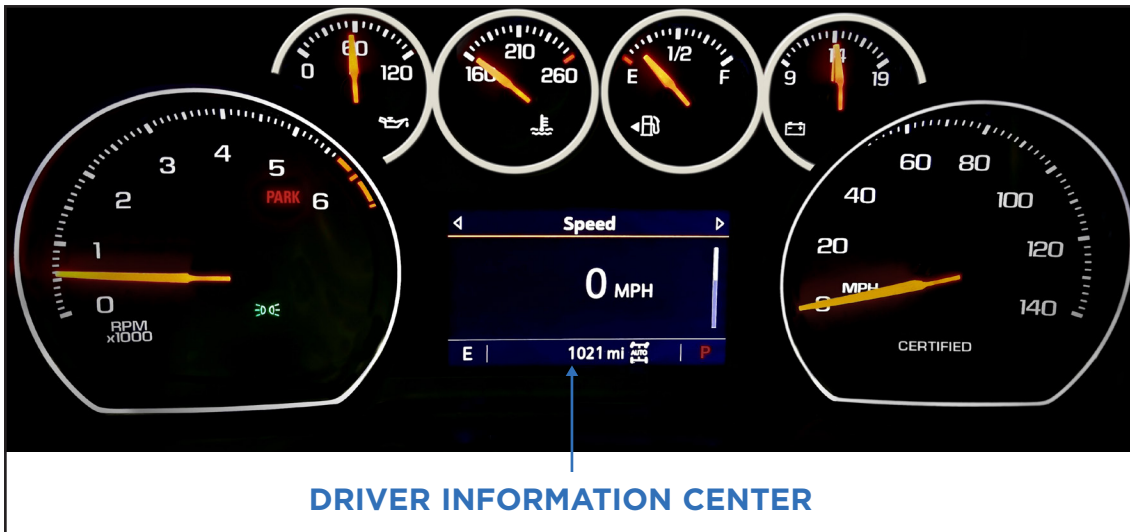 0 60 120
160 210 260
E 1/2 F
9 14 19
0 1 2 3 4 5 6
PARK
RPM
x1000
Speed
0 MPH
E 1021 mi AUTO P
0 20 40 60 80 100 120 140
MPH
CERTIFIED
DRIVER INFORMATION CENTER